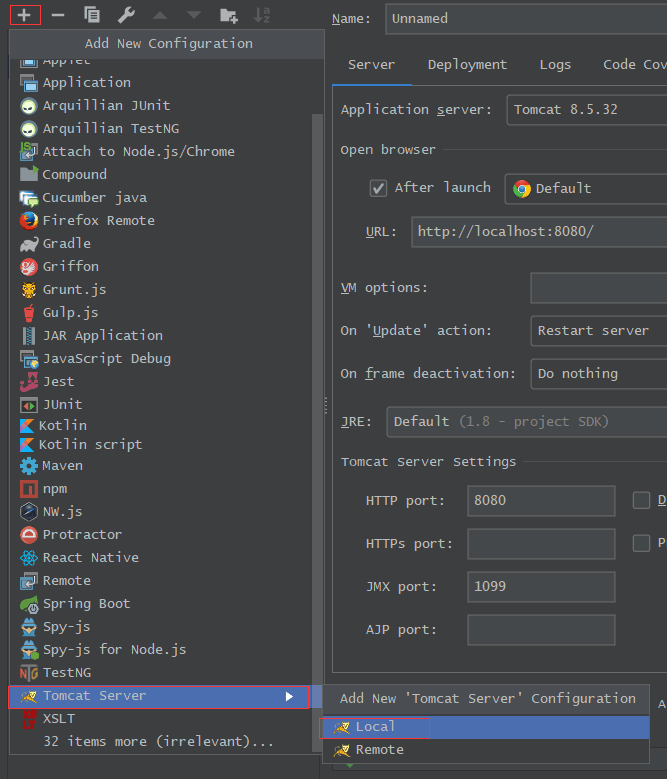 Name: Unnamed
Add New Configuration
Applet
Application
Arquillian JUnit
Arquillian TestNG
Attach to Node.js/Chrome
Compound
Cucumber java
Firefox Remote
Gradle
Griffon
Grunt.js
Gulp.js
JAR Application
JavaScript Debug
Jest
JUnit
Kotlin
Kotlin script
Maven
npm
NW.js
Protractor
React Native
Remote
Spring Boot
Spy-js
Spy-js for Node.js
TestNG
Tomcat Server
XSLT
32 items more (irrelevant)...
Server Deployment Logs Code Cov
Application server: Tomcat 8.5.32
Open browser
After launch Default
URL: http://localhost:8080/
VM options:
On 'Update' action: Restart server
On frame deactivation: Do nothing
JRE: Default (1.8 - project SDK)
Tomcat Server Settings
HTTP port: 8080 D
HTTPs port: P
JMX port: 1099
AJP port:
Add New 'Tomcat Server' Configuration
Local
Remote
A